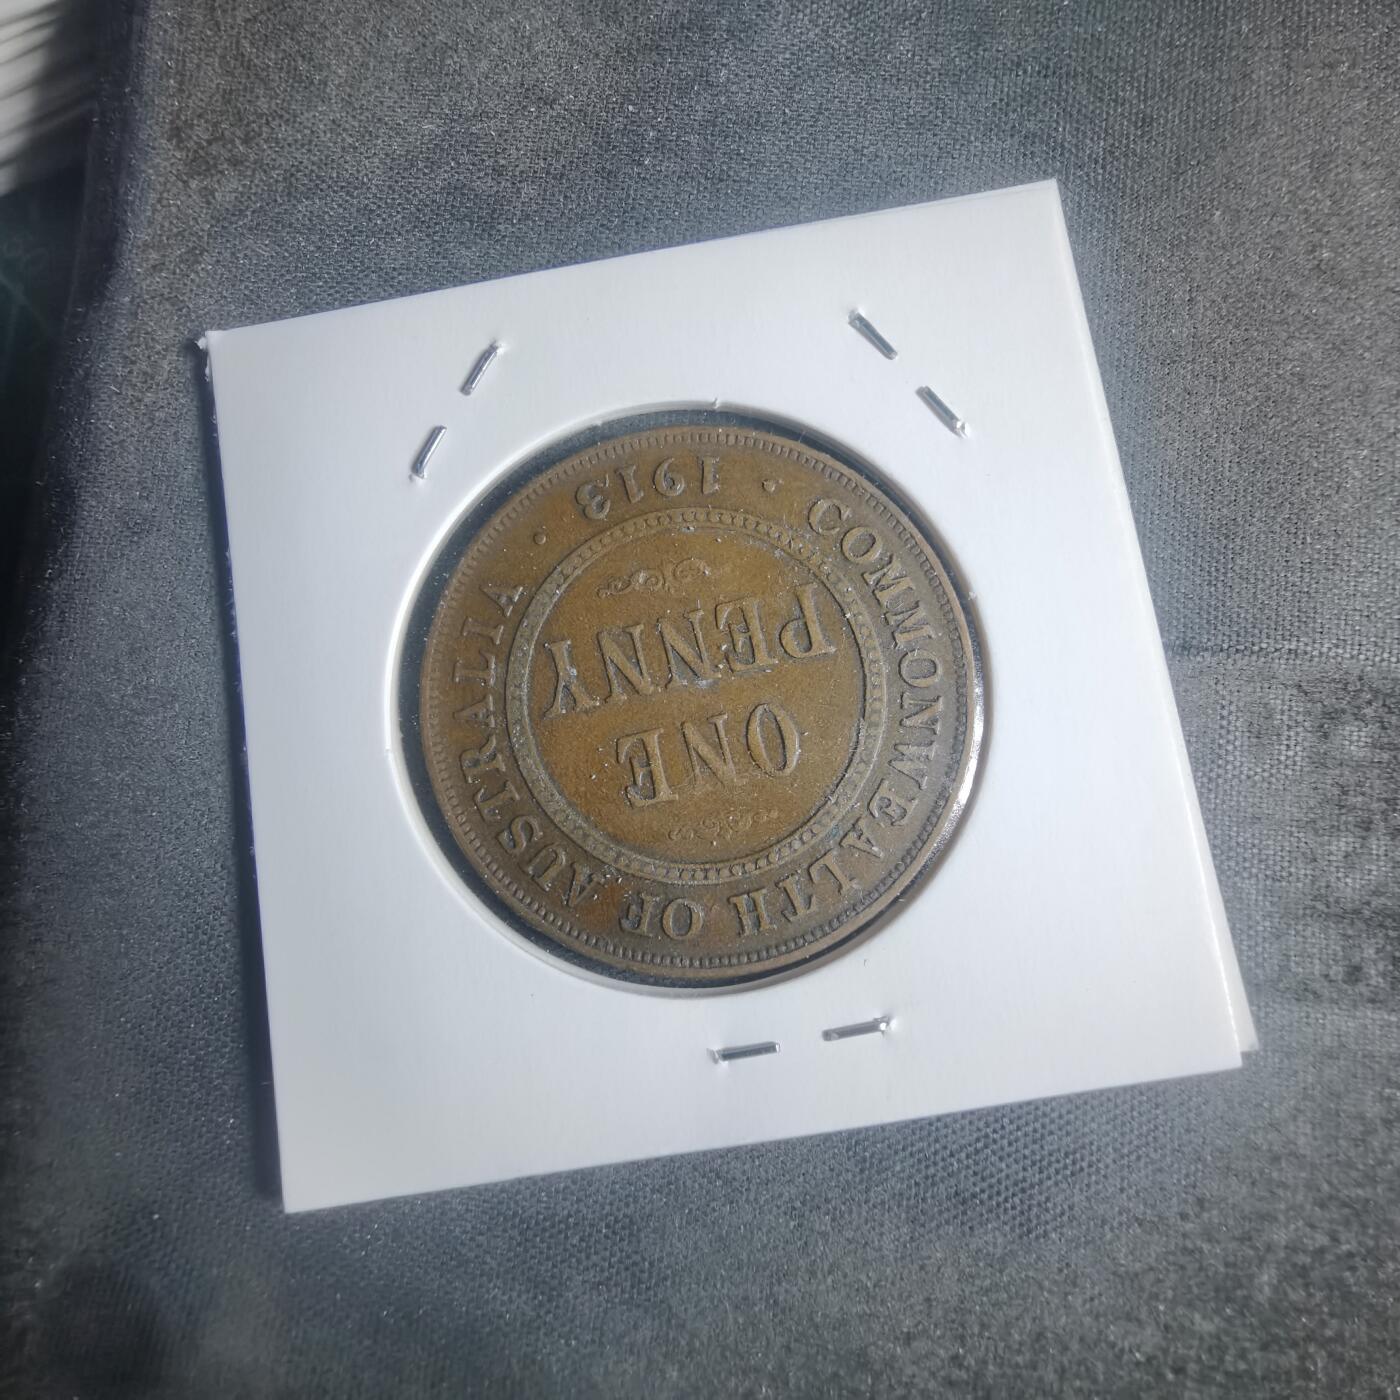 COMMONWEALTH OF AUSTRALIA
ONE
PENNY
1913